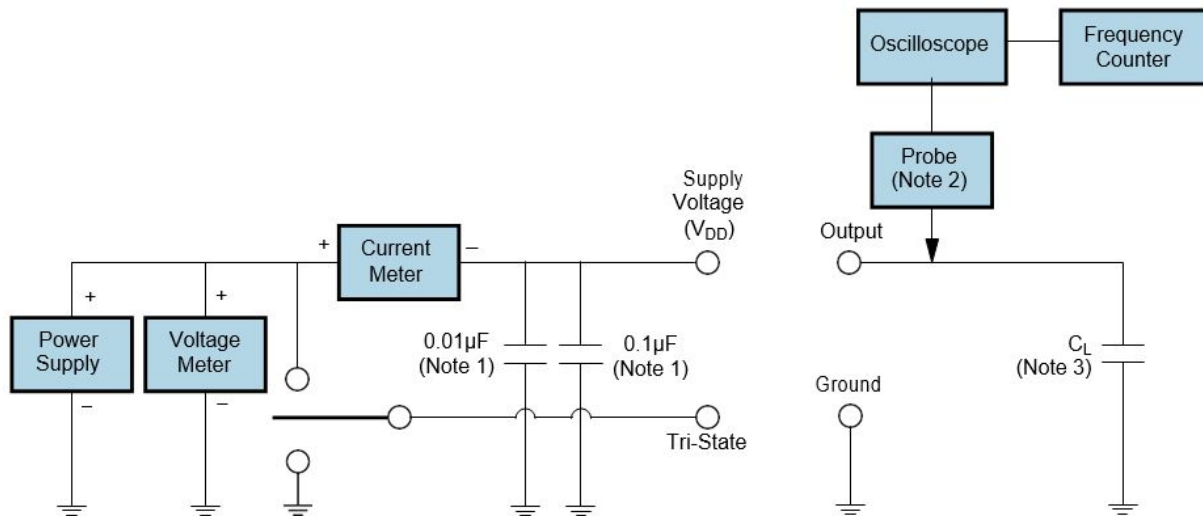 Oscilloscope
Frequency
Counter
Probe
(Note 2)
Supply
Voltage
(VDD)
Output
+
Current
Meter
–
+
Power
Supply
–
+
Voltage
Meter
–
0.01µF
(Note 1)
0.1µF
(Note 1)
CL
(Note 3)
Ground
Tri-State